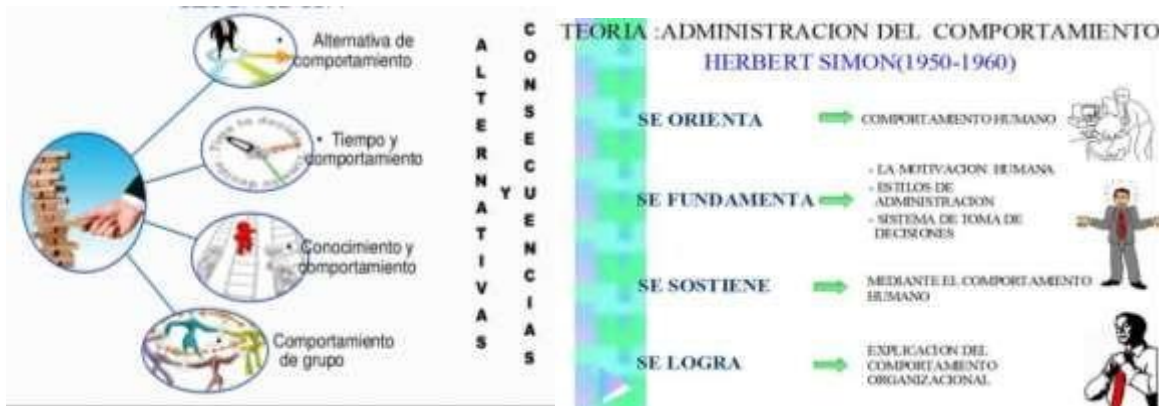 • Alternativa de
comportamiento
• Tiempo y
comportamiento
• Conocimiento y
comportamiento
• Comportamiento
de grupo
ALTERNATIVAS
Y
CONSECUENCIAS
TEORIA :ADMINISTRACION DEL COMPORTAMIENTO
HERBERT SIMON(1950-1960)
SE ORIENTA
COMPORTAMIENTO HUMANO
SE FUNDAMENTA
- LA MOTIVACION HUMANA
- ESTILOS DE
ADMINISTRACION
- SISTEMA DE TOMA DE
DECISIONES
SE SOSTIENE
MEDIANTE EL COMPORTAMIENTO
HUMANO
SE LOGRA
EXPLICACION DEL
COMPORTAMIENTO
ORGANIZACIONAL